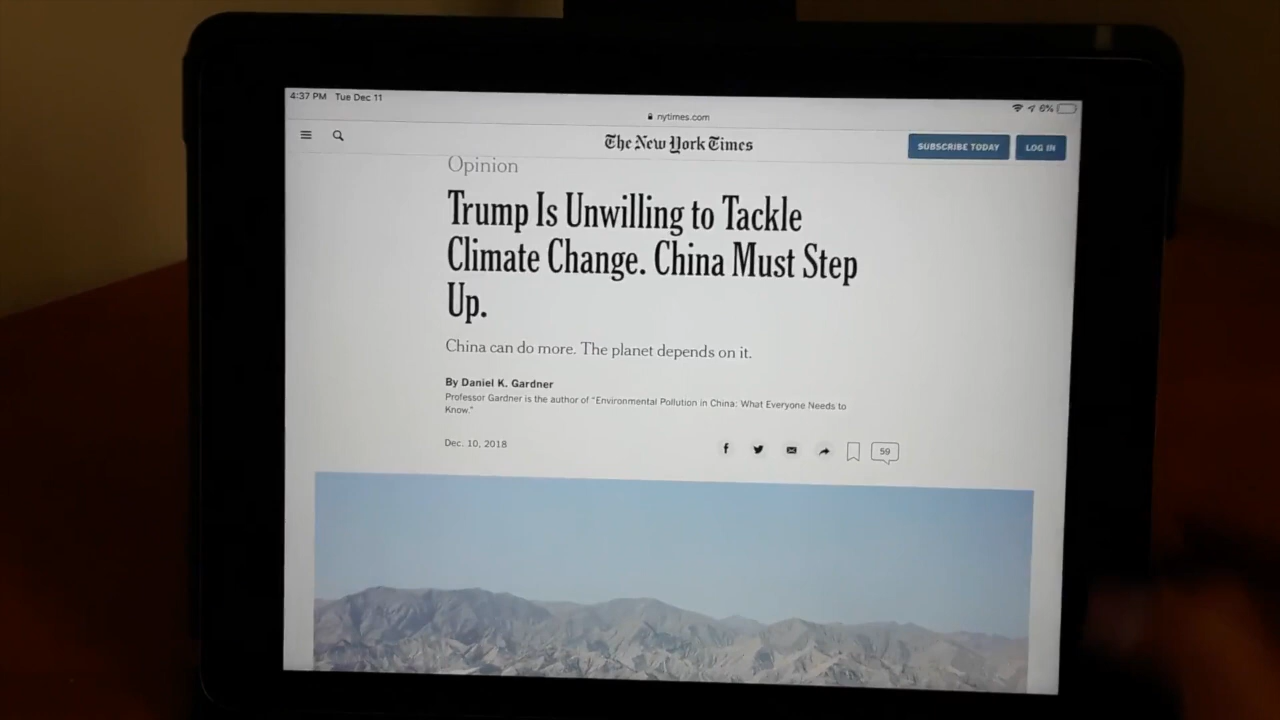 4:37 PM Tue Dec 11
6%
nytimes.com
The New York Times
SUBSCRIBE TODAY
LOG IN
Opinion
Trump Is Unwilling to Tackle
Climate Change. China Must Step
Up.
China can do more. The planet depends on it.
By Daniel K. Gardner
Professor Gardner is the author of "Environmental Pollution in China: What Everyone Needs to
Know."
Dec. 10, 2018
59